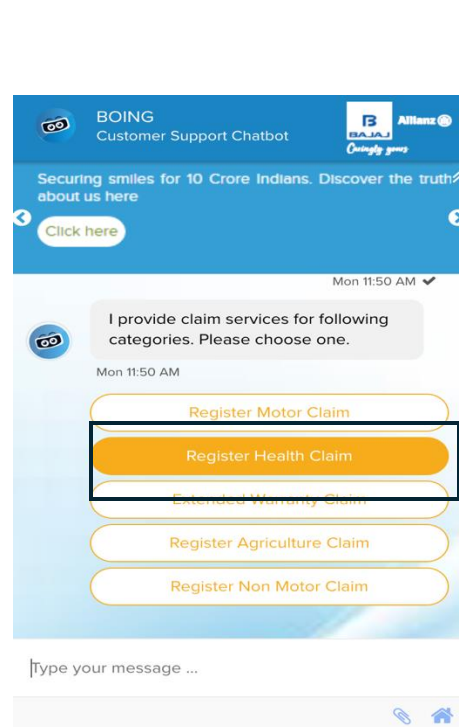 BOING
Customer Support Chatbot
B
BAJAJ
Allianz
Caringly yours
Securing smiles for 10 Crore Indians. Discover the truth
about us here
Click here
Mon 11:50 AM
I provide claim services for following
categories. Please choose one.
Mon 11:50 AM
Register Motor Claim
Register Health Claim
Extended Warranty Claim
Register Agriculture Claim
Register Non Motor Claim
Type your message ...